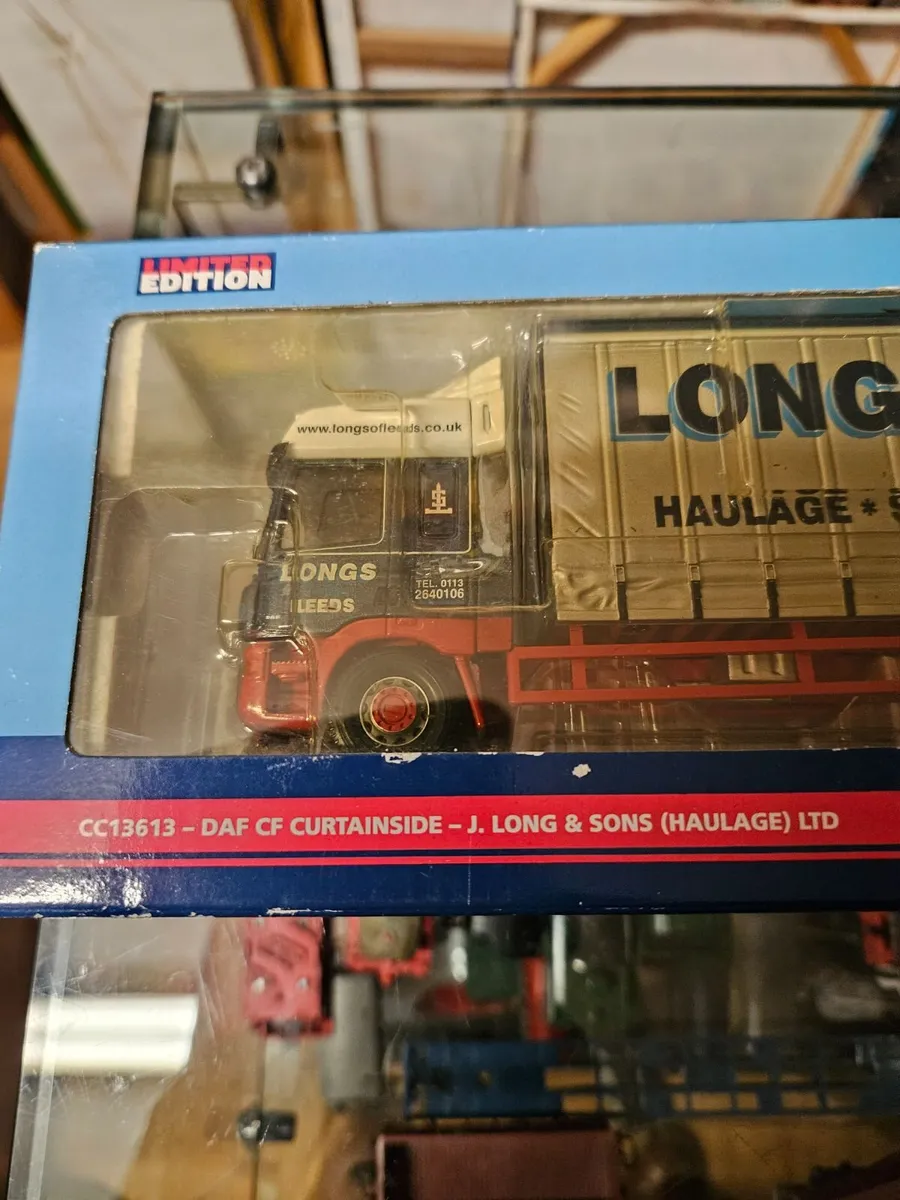 LIMITED
EDITION
www.longsofleeds.co.uk
LONG
HAULAGE * S
LONGS
LEEDS
TEL. 0113
2640106
CC13613 – DAF CF CURTAINSIDE – J. LONG & SONS (HAULAGE) LTD